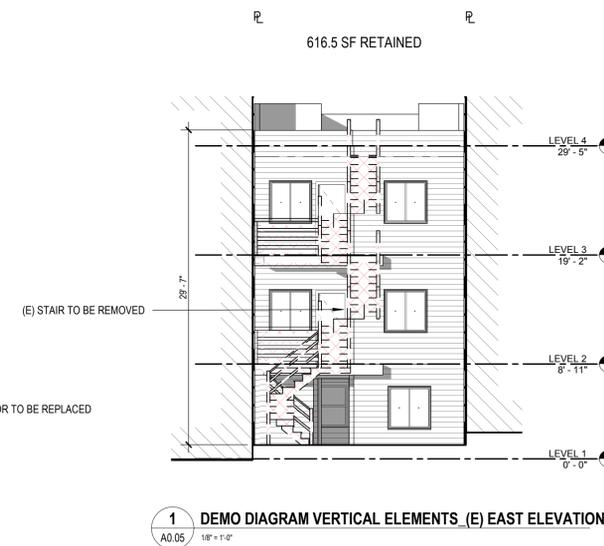 PL PL
616.5 SF RETAINED
LEVEL 4
29' - 5"
LEVEL 3
19' - 2"
29' - 7"
(E) STAIR TO BE REMOVED
LEVEL 2
8' - 11"
OR TO BE REPLACED
LEVEL 1
0' - 0"
1 DEMO DIAGRAM VERTICAL ELEMENTS_(E) EAST ELEVATION
A0.05 1/8" = 1'-0"